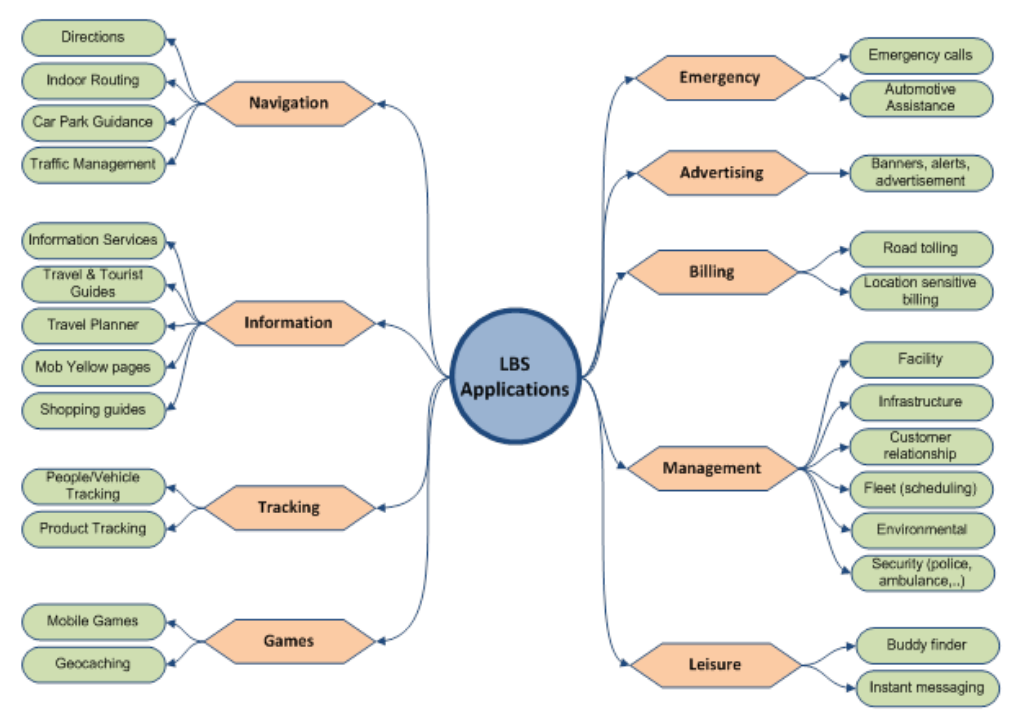 Directions
Indoor Routing
Car Park Guidance
Traffic Management
Navigation
Information Services
Travel & Tourist
Guides
Travel Planner
Mob Yellow pages
Shopping guides
Information
People/Vehicle
Tracking
Product Tracking
Tracking
Mobile Games
Geocaching
Games
LBS
Applications
Emergency
Emergency calls
Automotive
Assistance
Advertising
Banners, alerts,
advertisement
Billing
Road tolling
Location sensitive
billing
Management
Facility
Infrastructure
Customer
relationship
Fleet (scheduling)
Environmental
Security (police,
ambulance,..)
Leisure
Buddy finder
Instant messaging